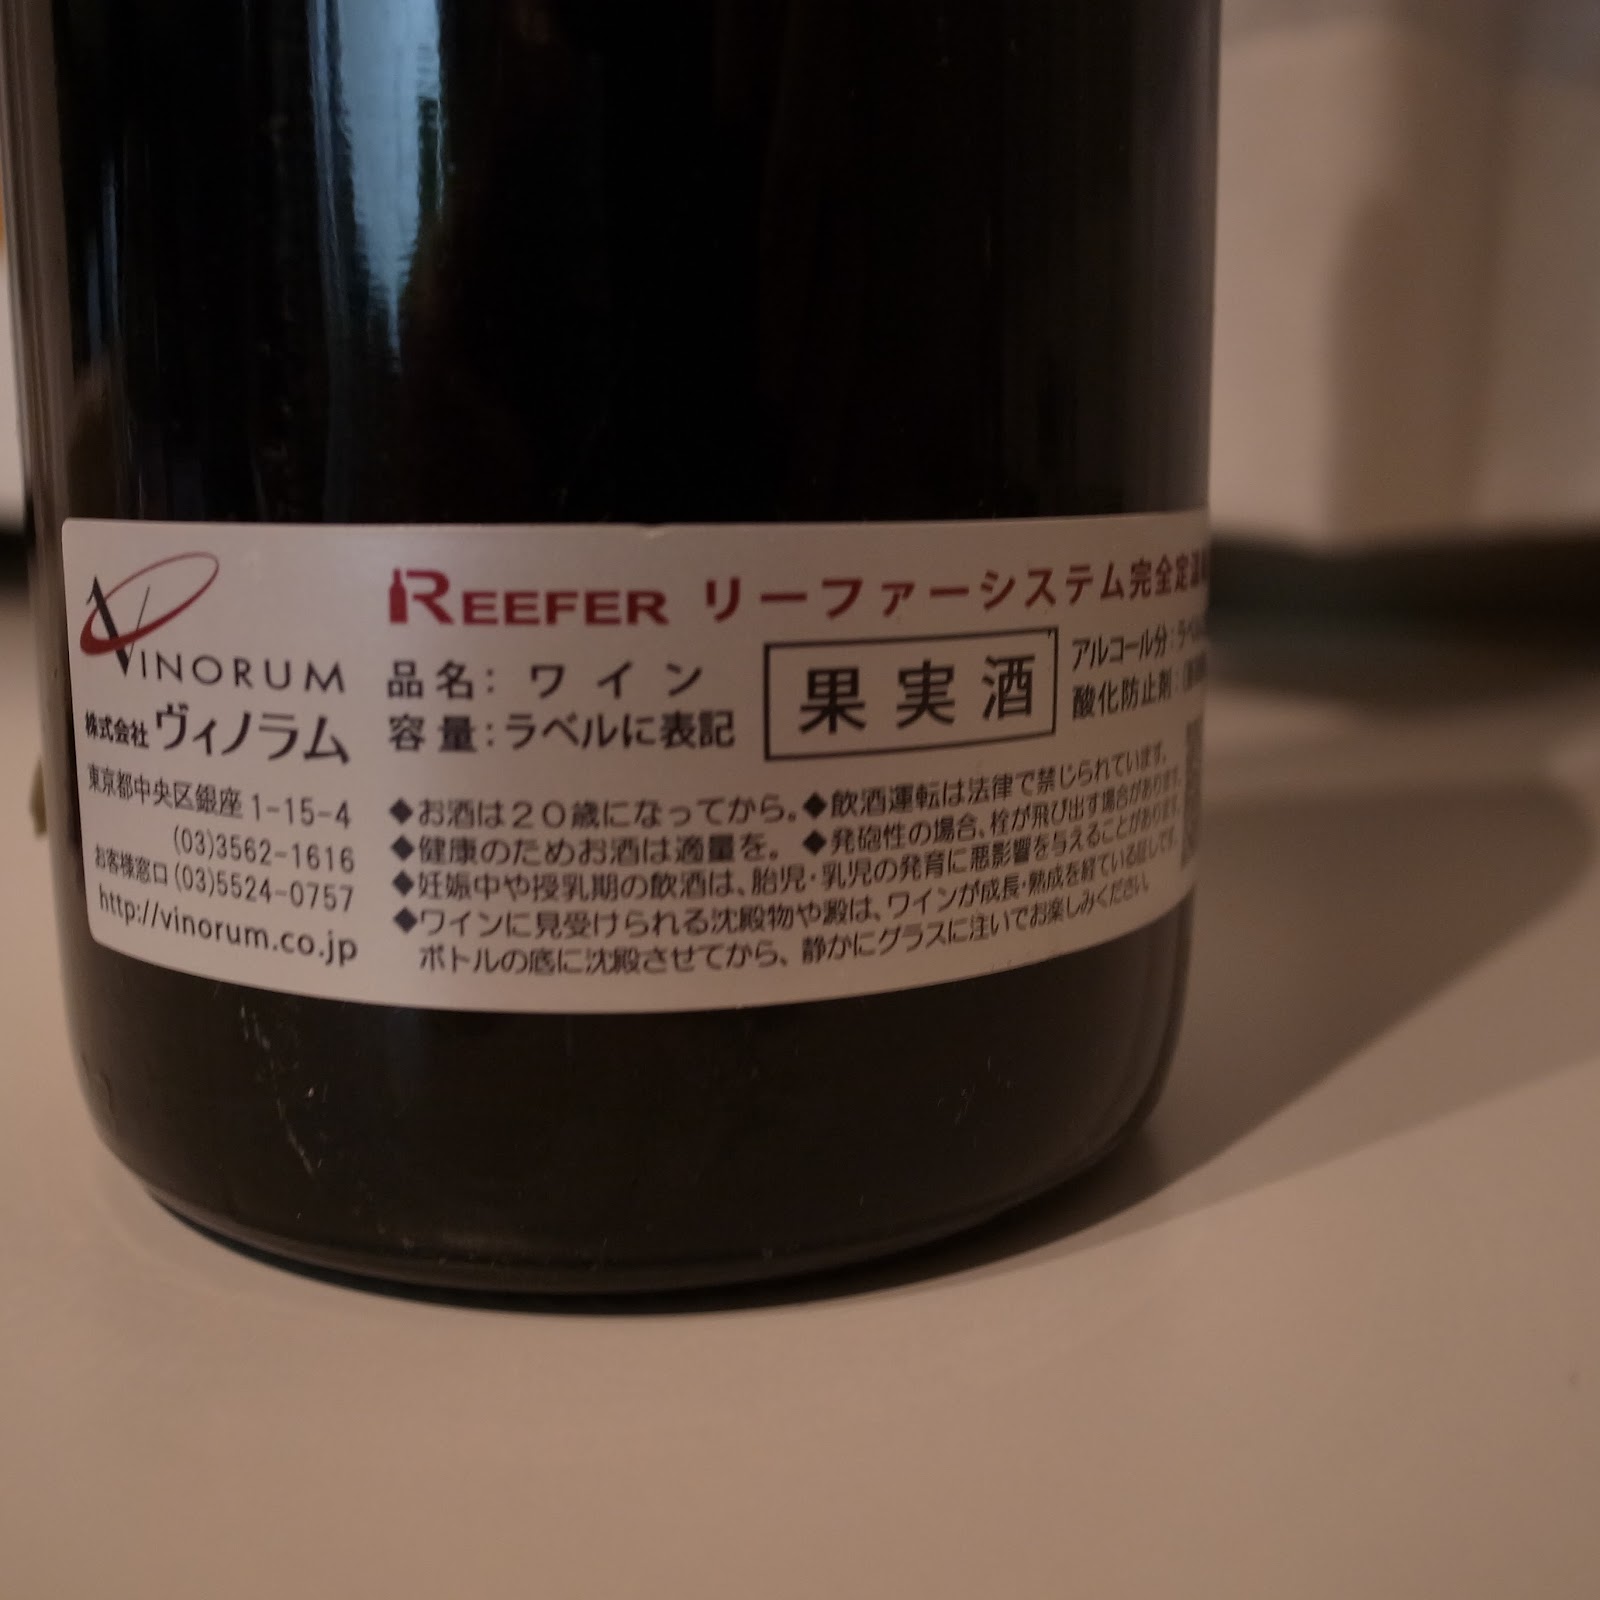 VINORUM
株式会社 ヴィノラム
東京都中央区銀座 1-15-4
(03)3562-1616
お客様窓口 (03)5524-0757
http://vinorum.co.jp
REEFER リーファーシステム完全定温
品名: ワイン
容量:ラベルに表記
果実酒
アルコール分:ラベル
酸化防止剤:
◆お酒は20歳になってから。◆飲酒運転は法律で禁じられています。
◆健康のためお酒は適量を。 ◆発砲性の場合、栓が飛び出す場合があります。
◆妊娠中や授乳期の飲酒は、胎児・乳児の発育に悪影響を与えることがあります。
◆ワインに見受けられる沈殿物や澱は、ワインが成長・熟成を経ている証しです。
ボトルの底に沈殿させてから、静かにグラスに注いでお楽しみください。